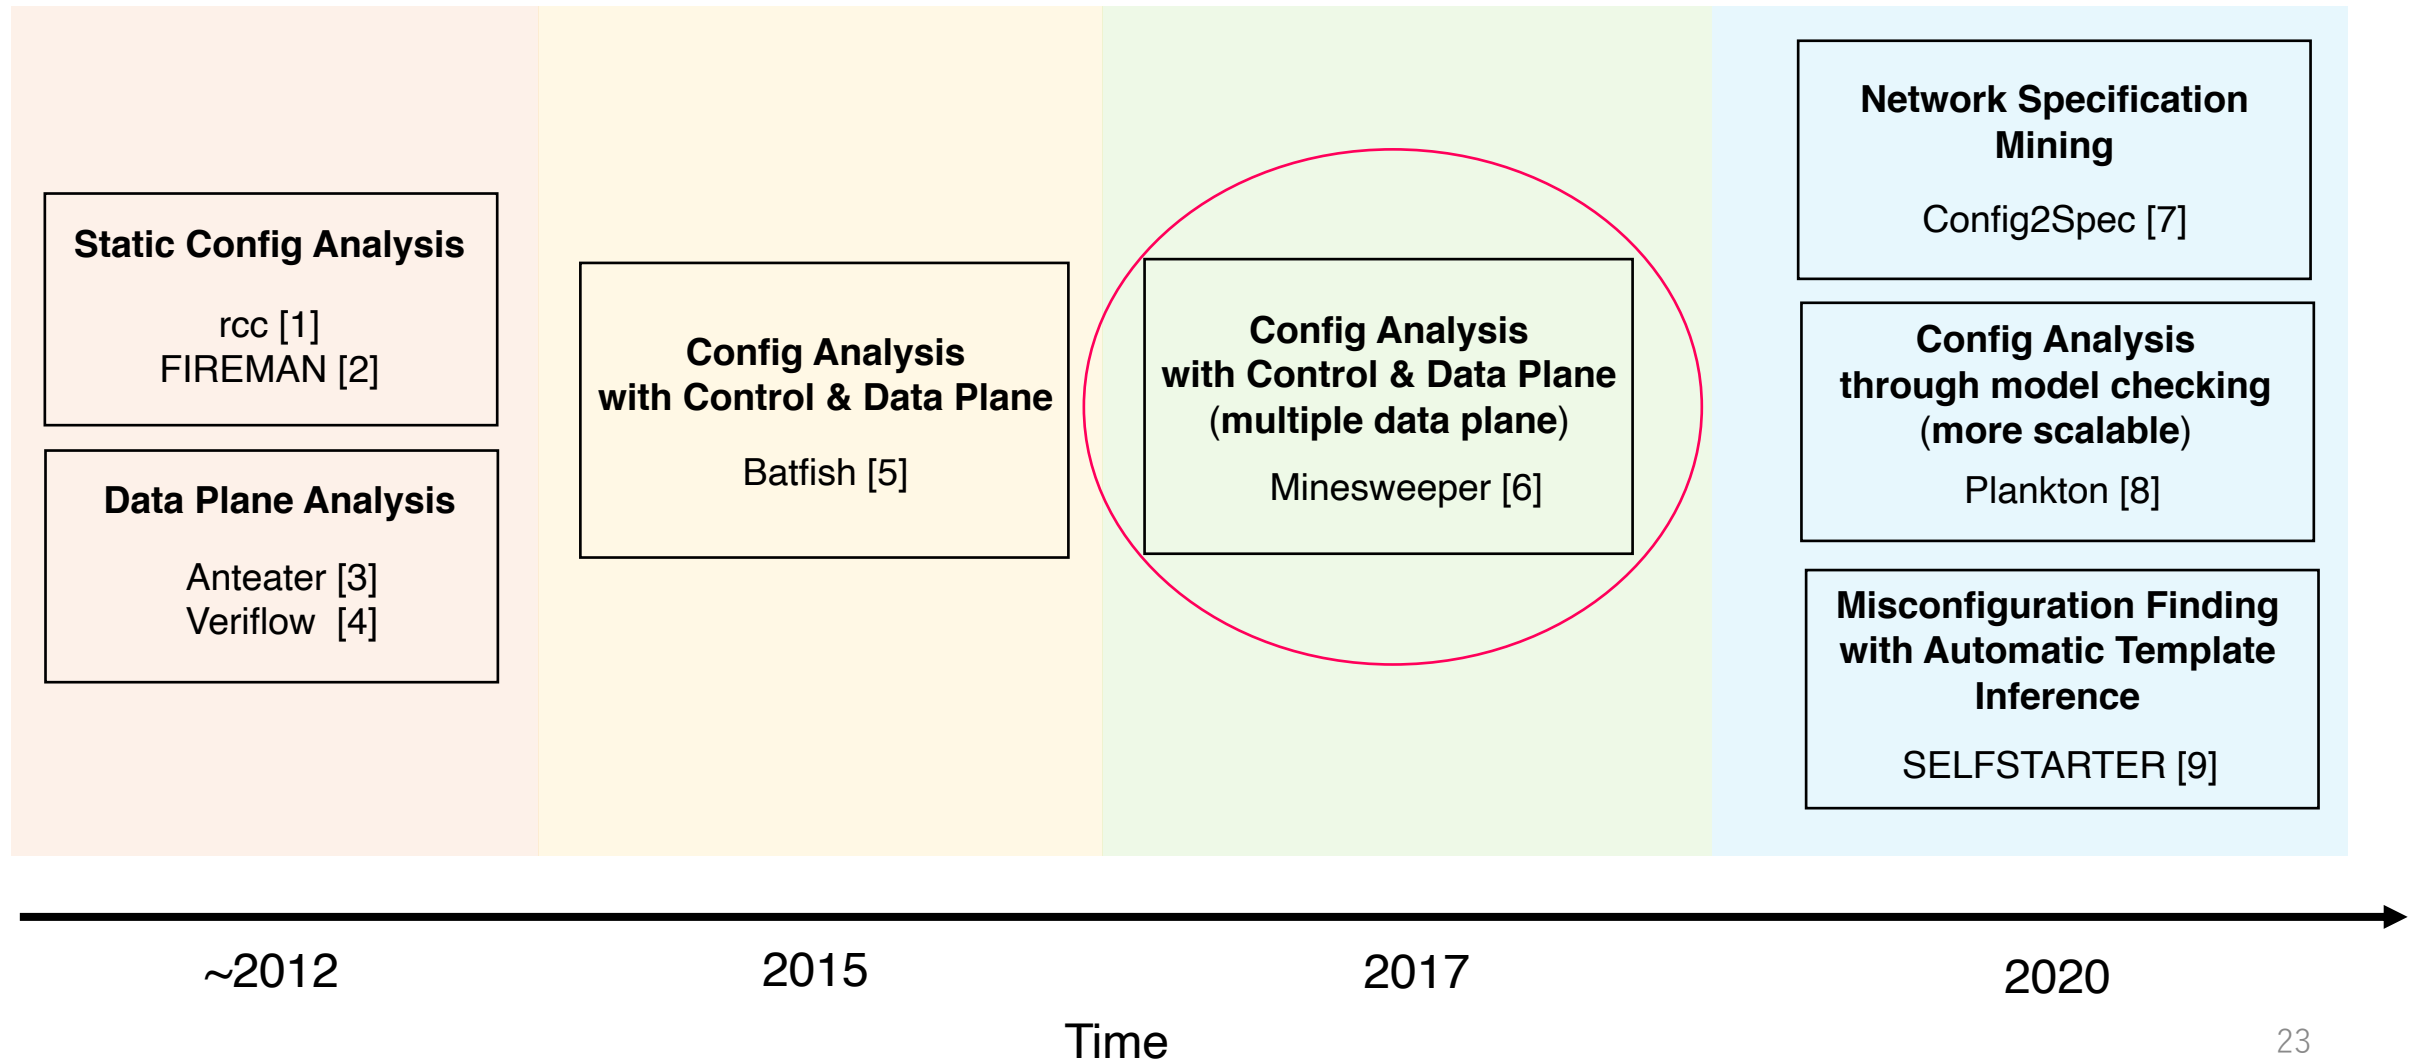 Static Config Analysis
rcc [1]
FIREMAN [2]
Data Plane Analysis
Anteater [3]
Veriflow [4]
Config Analysis
with Control & Data Plane
Batfish [5]
Config Analysis
with Control & Data Plane
(multiple data plane)
Minesweeper [6]
Network Specification
Mining
Config2Spec [7]
Config Analysis
through model checking
(more scalable)
Plankton [8]
Misconfiguration Finding
with Automatic Template
Inference
SELFSTARTER [9]
~2012
2015
2017
2020
Time
23